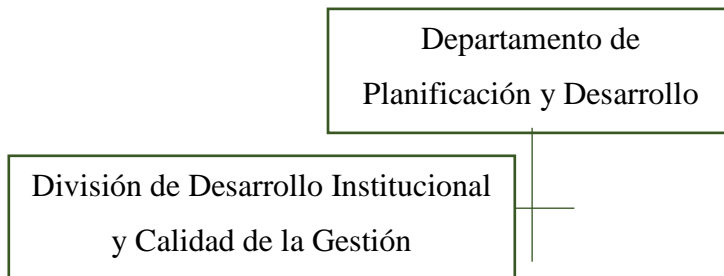 Departamento de
Planificación y Desarrollo
División de Desarrollo Institucional
y Calidad de la Gestión